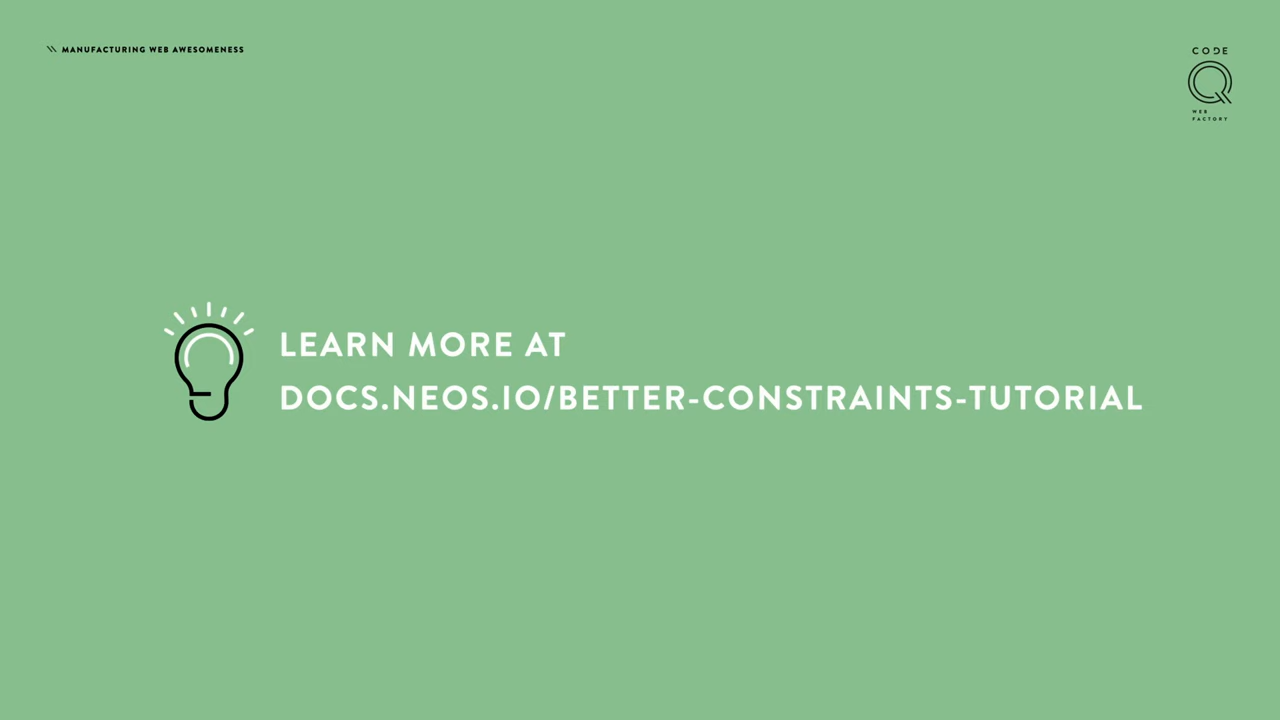 \\ MANUFACTURING WEB AWESOMENESS
CODE
Q
WEB
FACTORY
LEARN MORE AT
DOCS.NEOS.IO/BETTER-CONSTRAINTS-TUTORIAL